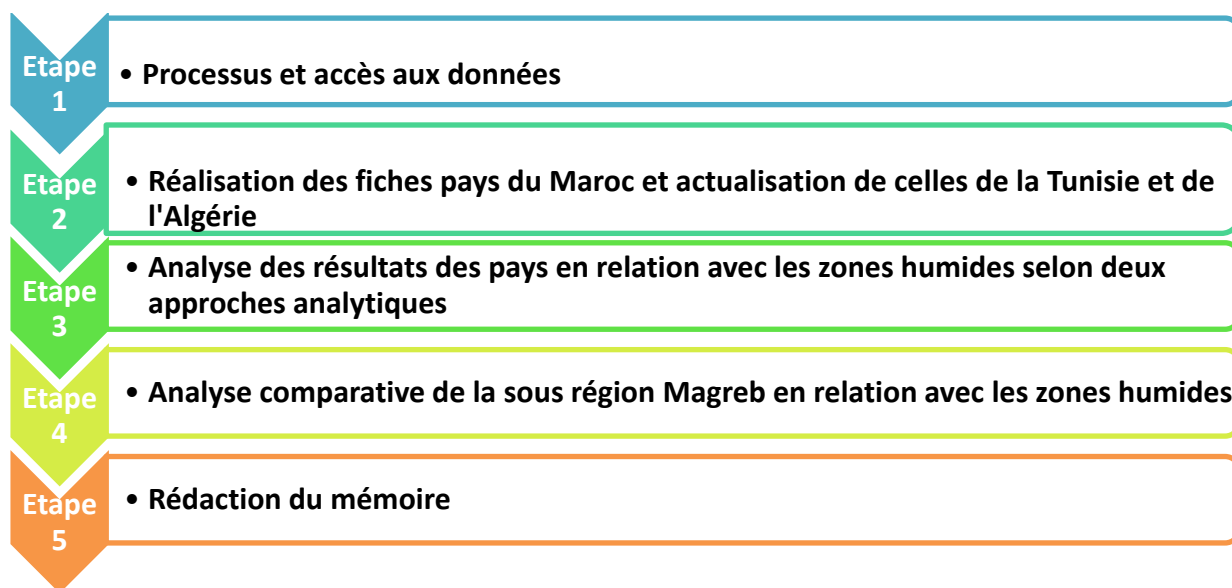 Etape
1
• Processus et accès aux données
Etape
2
• Réalisation des fiches pays du Maroc et actualisation de celles de la Tunisie et de
l'Algérie
Etape
3
• Analyse des résultats des pays en relation avec les zones humides selon deux
approches analytiques
Etape
4
• Analyse comparative de la sous région Magreb en relation avec les zones humides
Etape
5
• Rédaction du mémoire